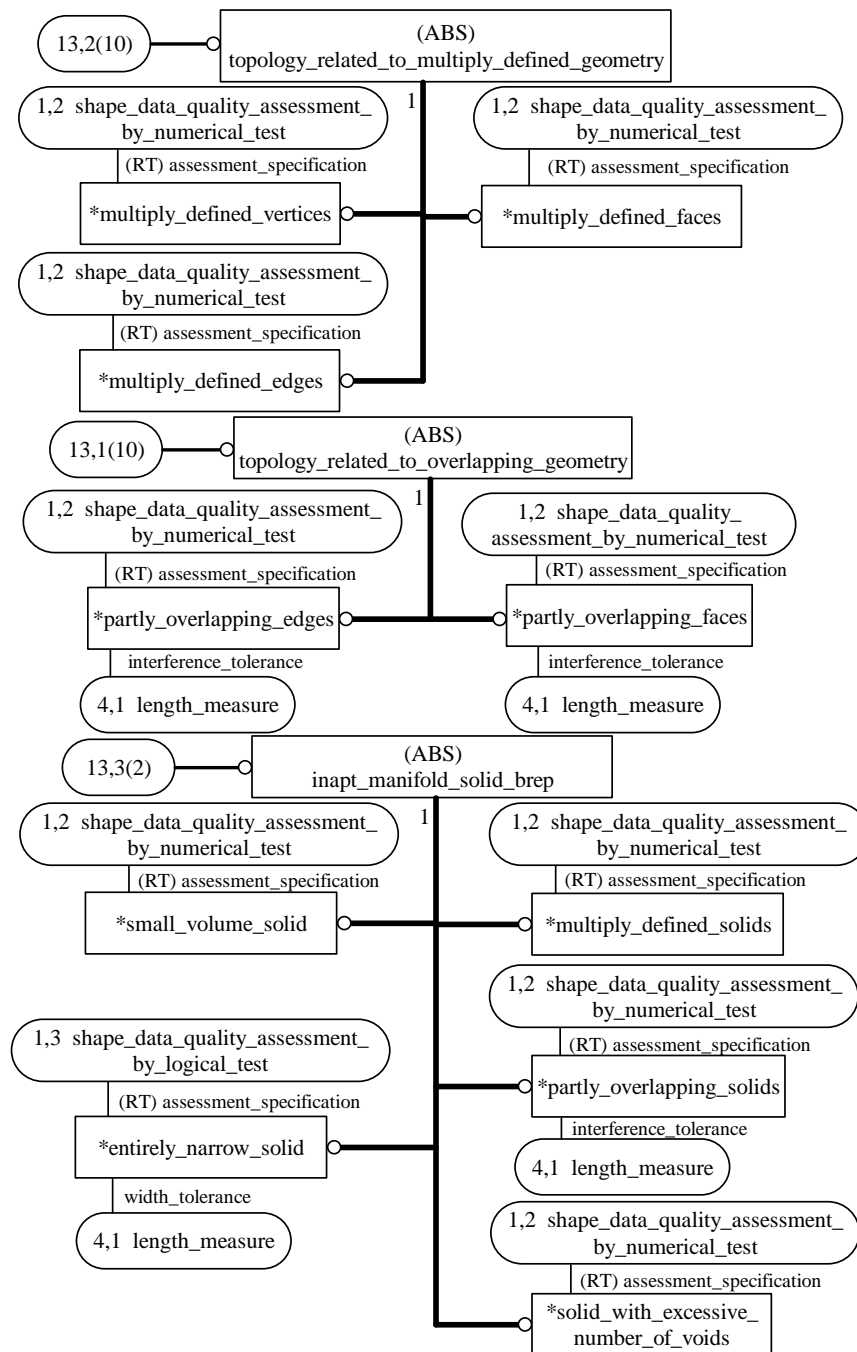 13,2(10)
(ABS)
topology_related_to_multiply_defined_geometry
1
1,2 shape_data_quality_assessment_
by_numerical_test
(RT) assessment_specification
*multiply_defined_vertices
1,2 shape_data_quality_assessment_
by_numerical_test
(RT) assessment_specification
*multiply_defined_faces
1,2 shape_data_quality_assessment_
by_numerical_test
(RT) assessment_specification
*multiply_defined_edges
13,1(10)
(ABS)
topology_related_to_overlapping_geometry
1
1,2 shape_data_quality_assessment_
by_numerical_test
(RT) assessment_specification
*partly_overlapping_edges
interference_tolerance
4,1 length_measure
1,2 shape_data_quality_
assessment_by_numerical_test
(RT) assessment_specification
*partly_overlapping_faces
interference_tolerance
4,1 length_measure
13,3(2)
(ABS)
inapt_manifold_solid_brep
1
1,2 shape_data_quality_assessment_
by_numerical_test
(RT) assessment_specification
*small_volume_solid
1,2 shape_data_quality_assessment_
by_numerical_test
(RT) assessment_specification
*multiply_defined_solids
1,3 shape_data_quality_assessment_
by_logical_test
(RT) assessment_specification
*entirely_narrow_solid
width_tolerance
4,1 length_measure
1,2 shape_data_quality_assessment_
by_numerical_test
(RT) assessment_specification
*partly_overlapping_solids
interference_tolerance
4,1 length_measure
1,2 shape_data_quality_assessment_
by_numerical_test
(RT) assessment_specification
*solid_with_excessive_
number_of_voids